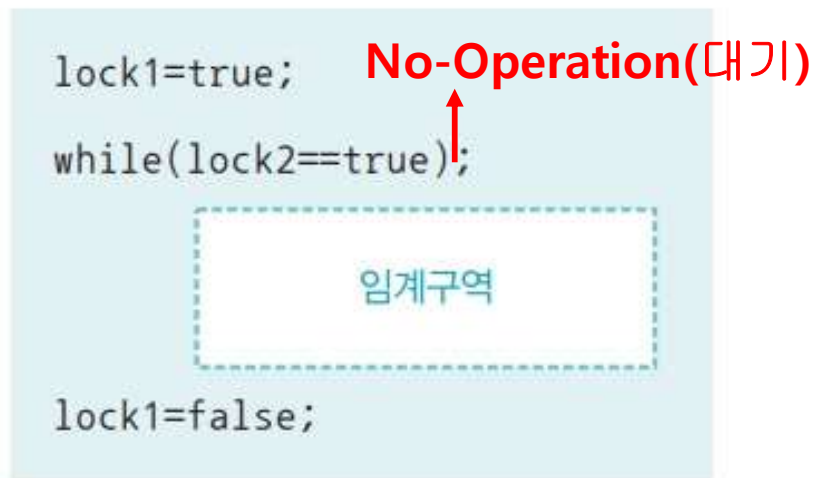 lock1=true;
No-Operation(대기)
while(lock2==true);
임계구역
lock1=false;